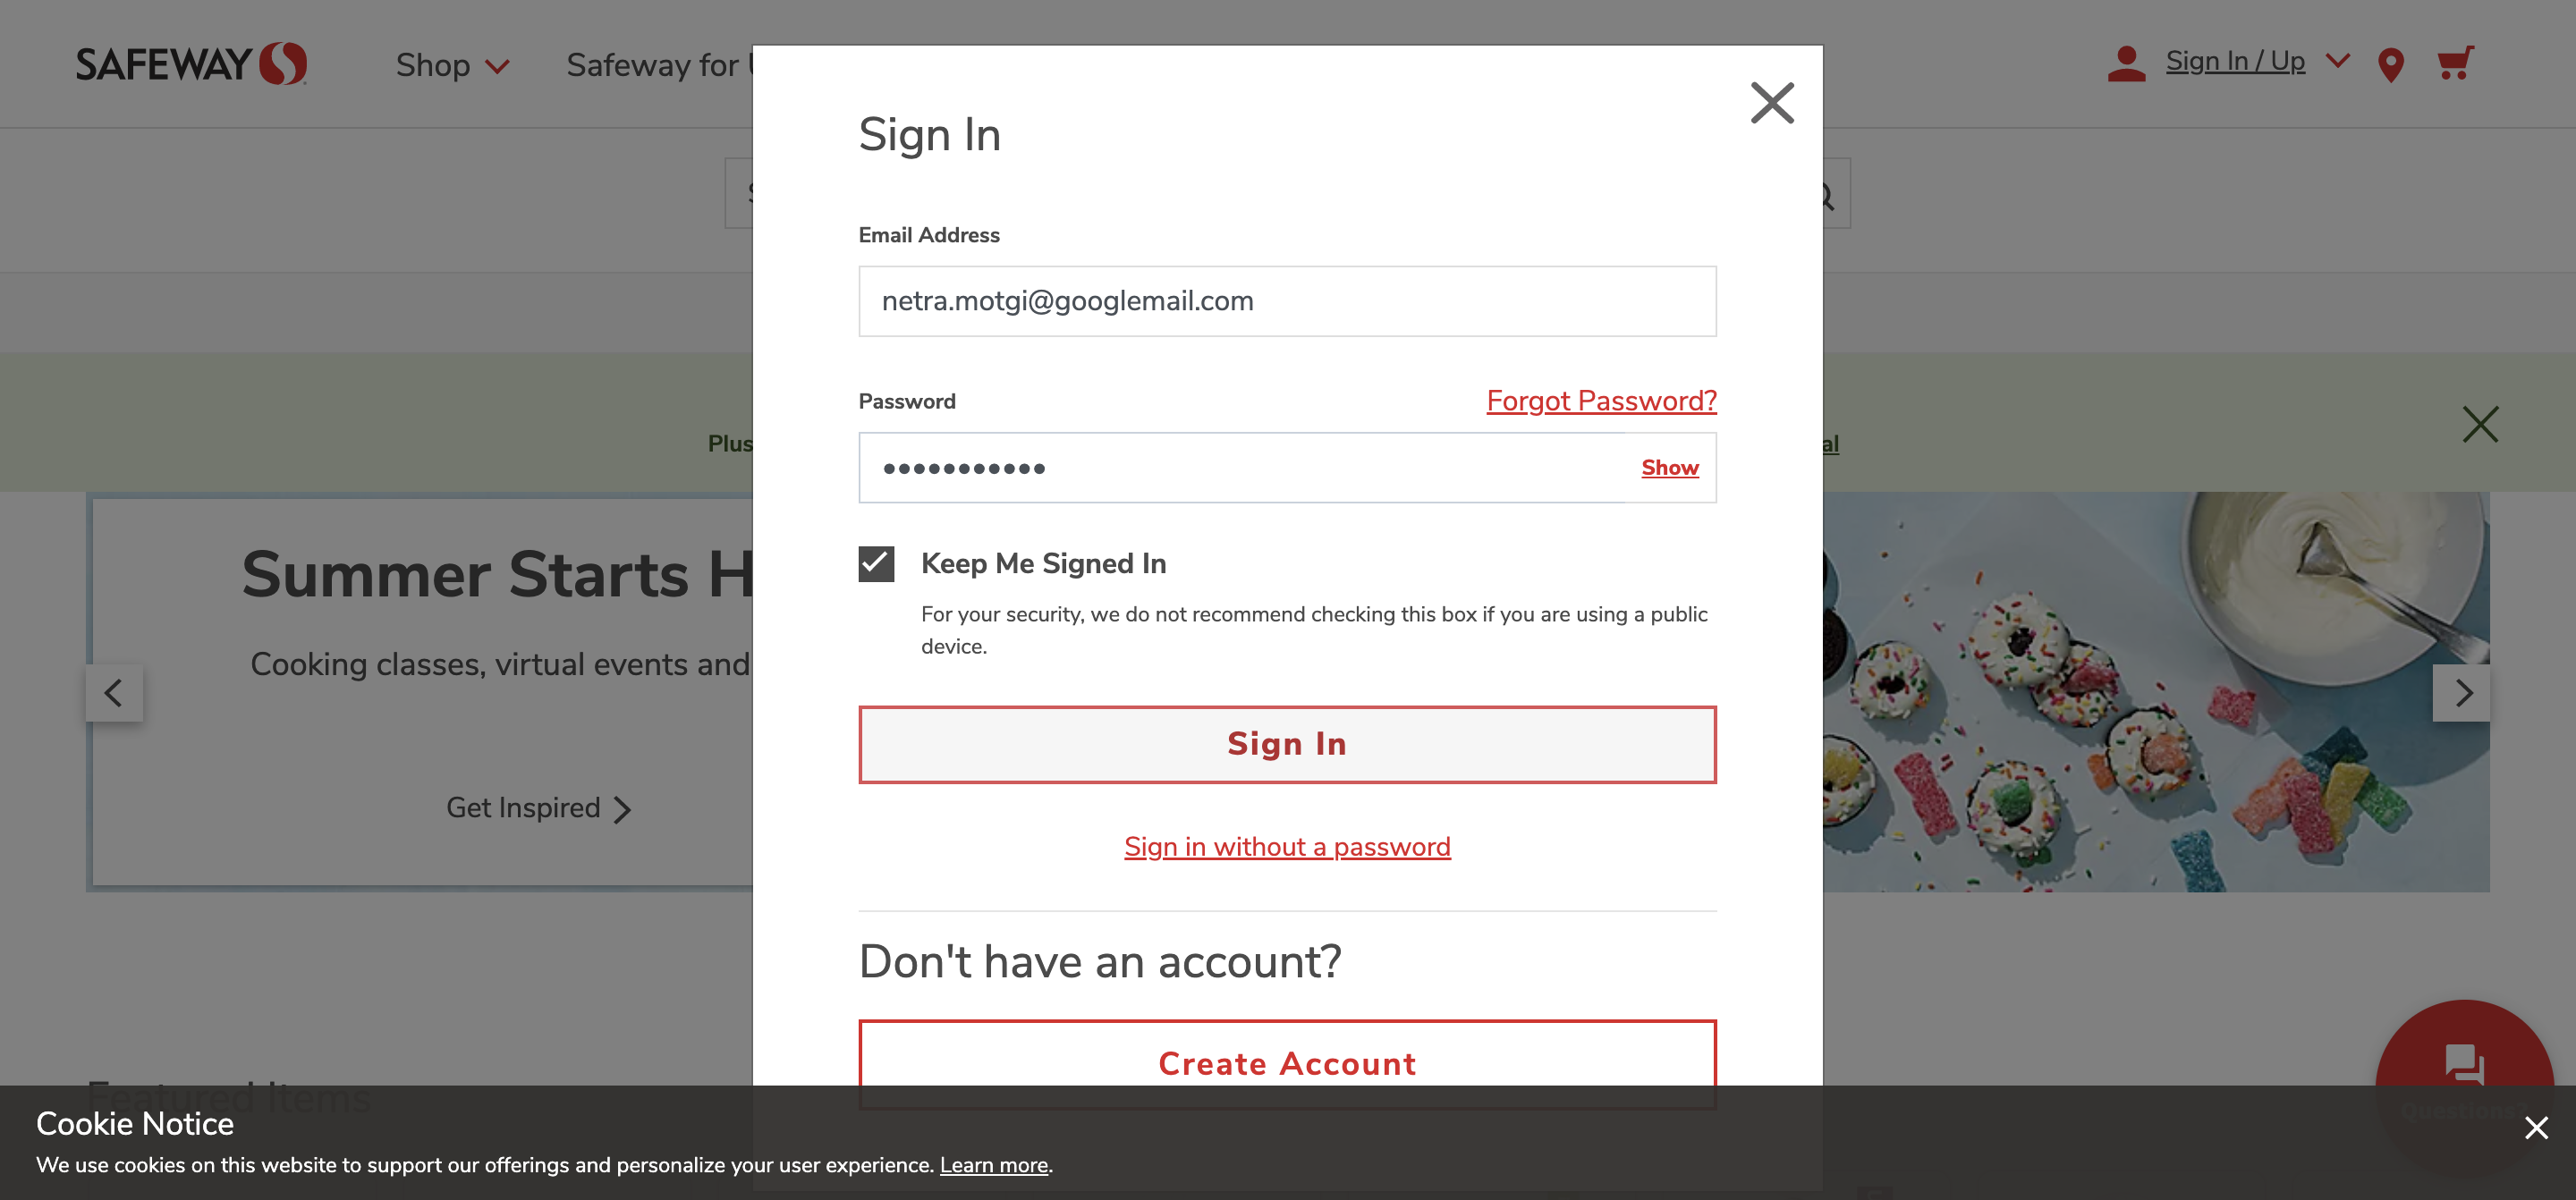 SAFEWAY
Shop
Safeway for
Sign In / Up
Sign In
Email Address
netra.motgi@googlemail.com
Password
Forgot Password?
•••••••••••
Show
Keep Me Signed In
For your security, we do not recommend checking this box if you are using a public
device.
Sign In
Sign in without a password
Don't have an account?
Create Account
Plus
al
Summer Starts H
Cooking classes, virtual events and
Get Inspired
Featured Items
Questions
Cookie Notice
We use cookies on this website to support our offerings and personalize your user experience. Learn more.